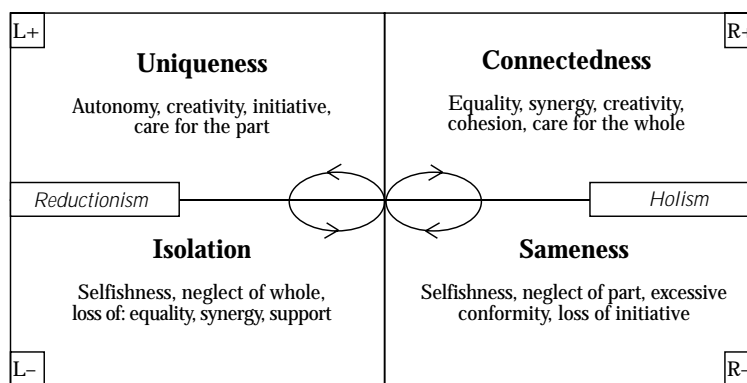 L+
R-
Uniqueness
Connectedness
Autonomy, creativity, initiative,
care for the part
Equality, synergy, creativity,
cohesion, care for the whole
Reductionism
Holism
Isolation
Sameness
Selfishness, neglect of whole,
loss of: equality, synergy, support
Selfishness, neglect of part, excessive
conformity, loss of initiative
L–
R–